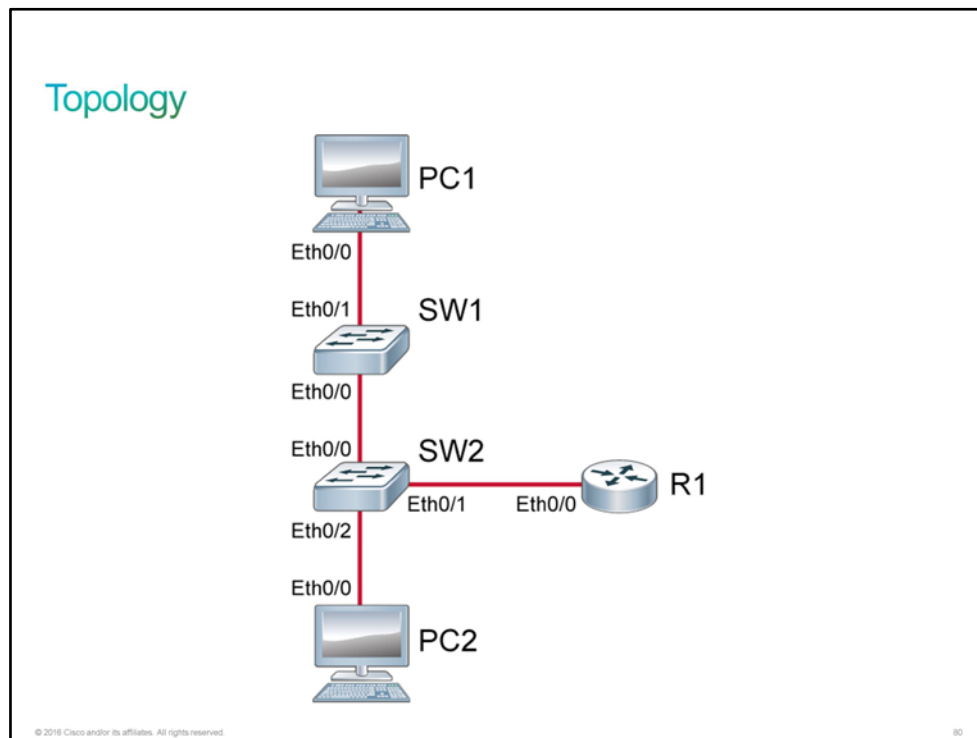 Topology
PC1
Eth0/0
Eth0/1
SW1
Eth0/0
Eth0/0
SW2
Eth0/1
Eth0/0
R1
Eth0/2
Eth0/0
PC2
© 2016 Cisco and/or its affiliates. All rights reserved.
80